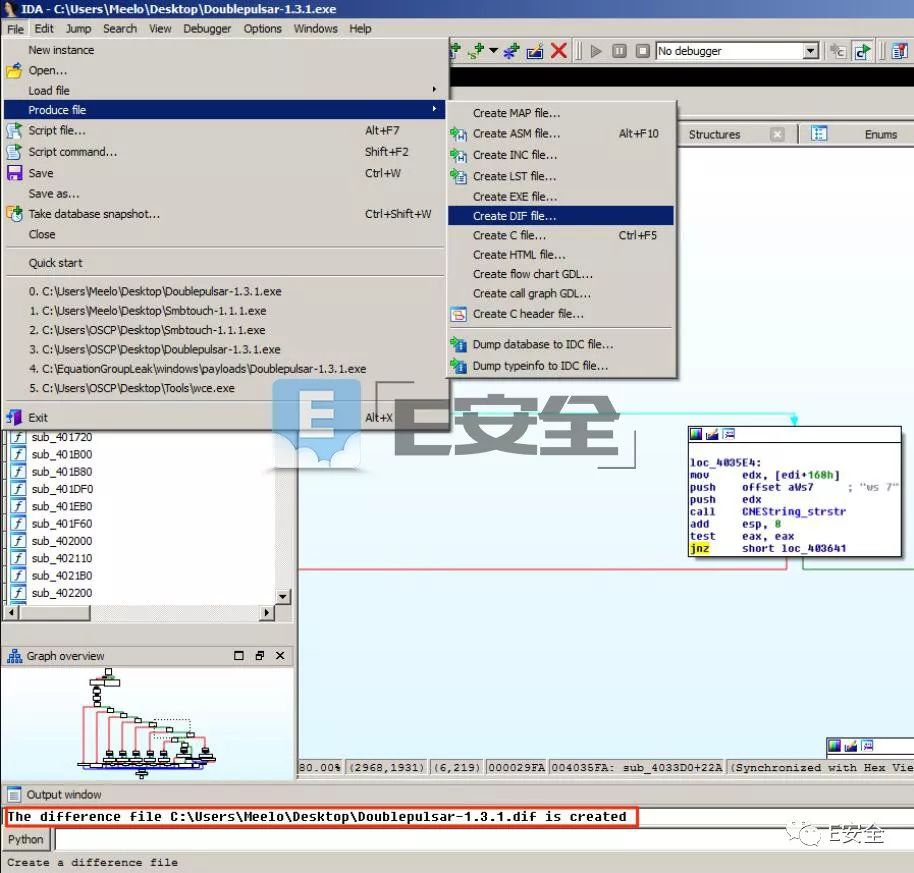 IDA - C:\Users\Meelo\Desktop\Doublepulsar-1.3.1.exe
File Edit Jump Search View Debugger Options Windows Help
New instance
Open...
Load file
Produce file
Script file... Alt+F7
Script command... Shift+F2
Save Ctrl+W
Save as...
Take database snapshot... Ctrl+Shift+W
Close
Quick start
0. C:\Users\Meelo\Desktop\Doublepulsar-1.3.1.exe
1. C:\Users\Meelo\Desktop\Smbtouch-1.1.1.exe
2. C:\Users\OSCP\Desktop\Smbtouch-1.1.1.exe
3. C:\Users\OSCP\Desktop\Doublepulsar-1.3.1.exe
4. C:\EquationGroupLeak\windows\payloads\Doublepulsar-1.3.1.exe
5. C:\Users\OSCP\Desktop\Tools\wce.exe
Exit Alt+X
Create MAP file...
Create ASM file... Alt+F10
Create INC file...
Create LST file...
Create EXE file...
Create DIF file...
Create C file... Ctrl+F5
Create HTML file...
Create flow chart GDL...
Create call graph GDL...
Create C header file...
Dump database to IDC file...
Dump typeinfo to IDC file...
No debugger
Structures Enums
E E安全
sub_401720
sub_401B00
sub_401B80
sub_401DF0
sub_401EB0
sub_401F60
sub_402000
sub_402110
sub_4021B0
sub_402200
loc_4035E4:
mov edx, [edi+168h]
push offset aWs7 ; "ws 7"
push edx
call CNEString_strstr
add esp, 8
test eax, eax
jnz short loc_403641
Graph overview
80.00% (2968,1931) (6,219) 000029FA 004035FA: sub_4033D0+22A (Synchronized with Hex Vie
Output window
The difference file C:\Users\Meelo\Desktop\Doublepulsar-1.3.1.dif is created
Python
E安全
Create a difference file